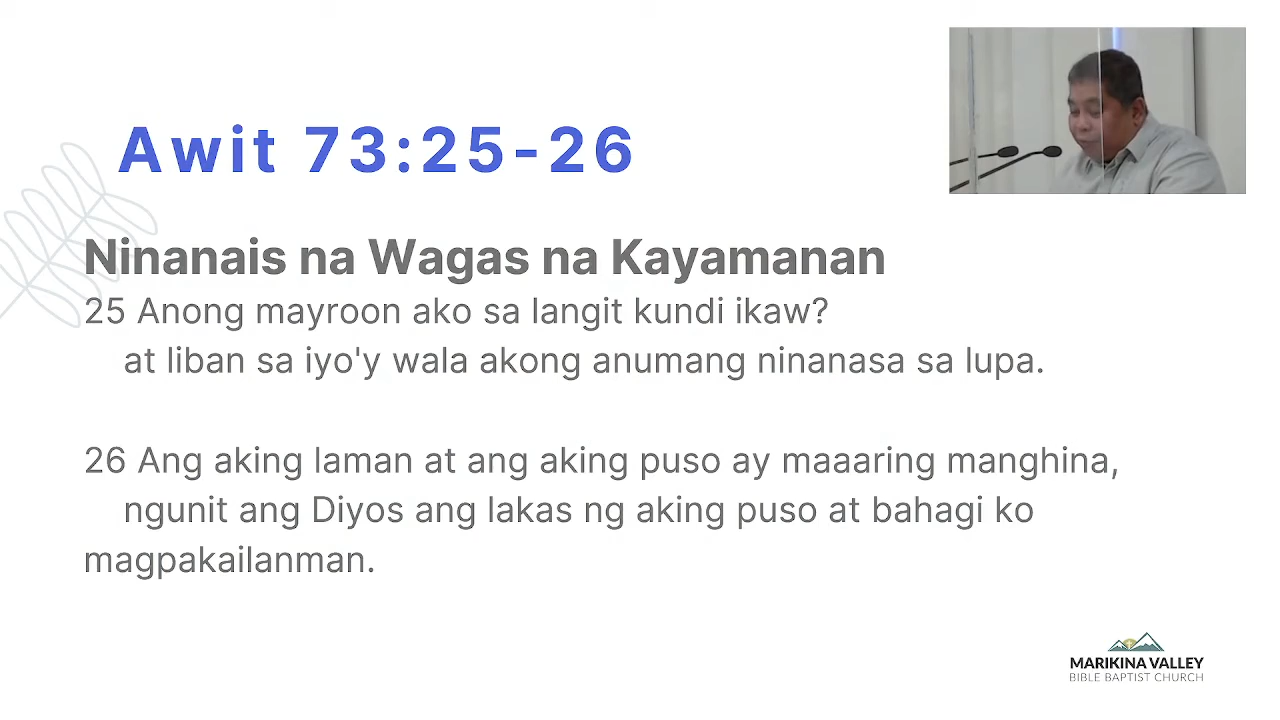 Awit 73:25-26
Ninanais na Wagas na Kayamanan
25 Anong mayroon ako sa langit kundi ikaw?
at liban sa iyo'y wala akong anumang ninanasa sa lupa.
26 Ang aking laman at ang aking puso ay maaaring manghina,
ngunit ang Diyos ang lakas ng aking puso at bahagi ko
magpakailanman.
MARIKINA VALLEY
BIBLE BAPTIST CHURCH